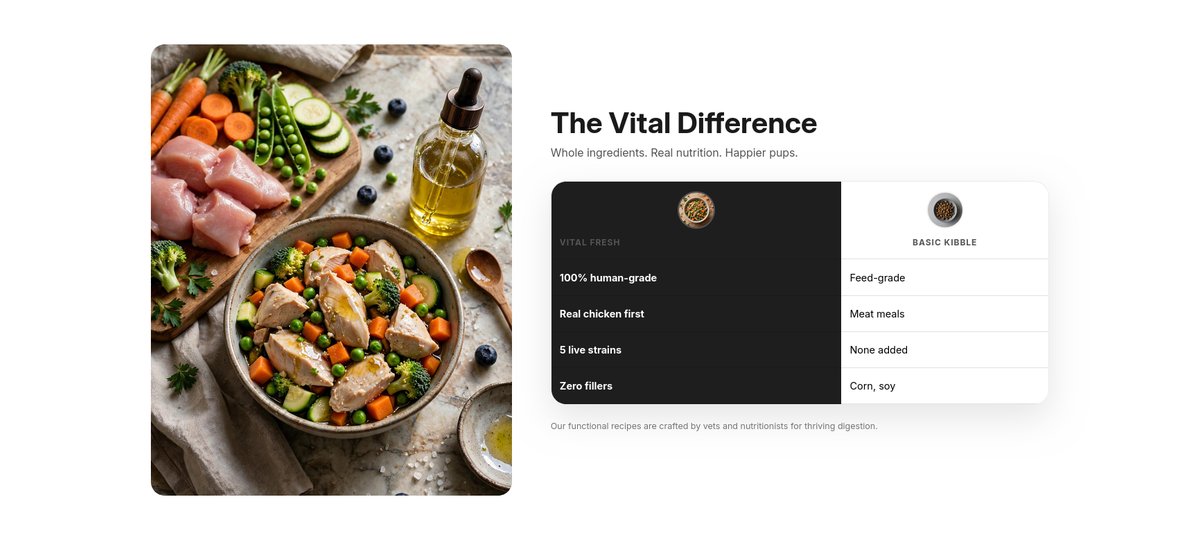 The Vital Difference
Whole ingredients. Real nutrition. Happier pups.
VITAL FRESH
BASIC KIBBLE
100% human-grade
Feed-grade
Real chicken first
Meat meals
5 live strains
None added
Zero fillers
Corn, soy
Our functional recipes are crafted by vets and nutritionists for thriving digestion.